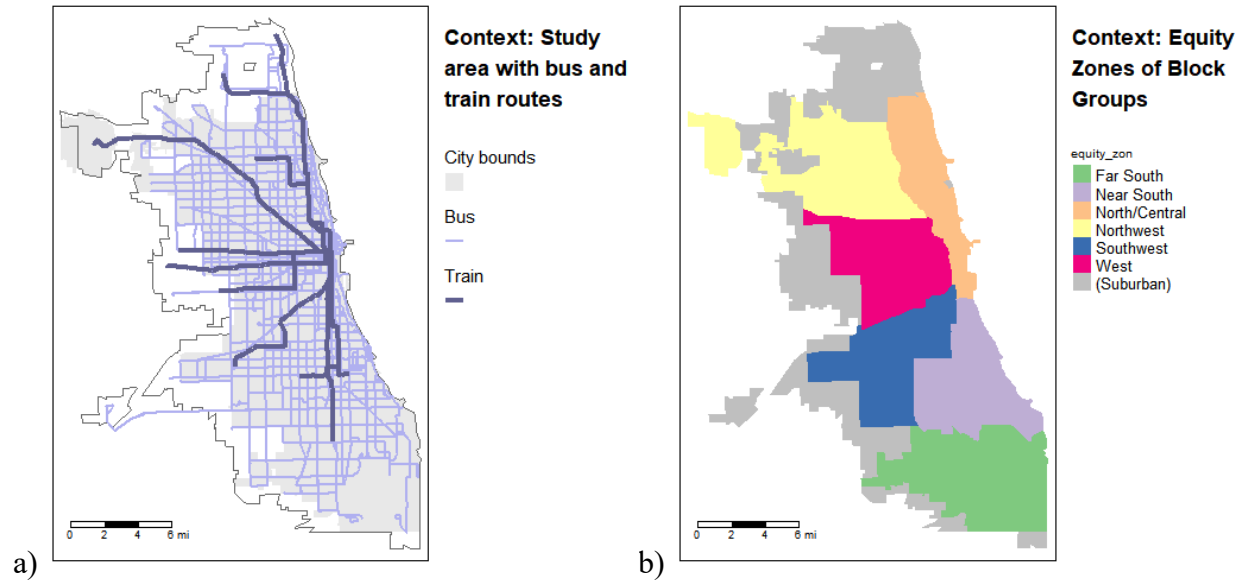 Context: Study
area with bus and
train routes
City bounds
Bus
Train
0 2 4 6 mi
a)
Context: Equity
Zones of Block
Groups
equity_zon
Far South
Near South
North/Central
Northwest
Southwest
West
(Suburban)
0 2 4 6 mi
b)